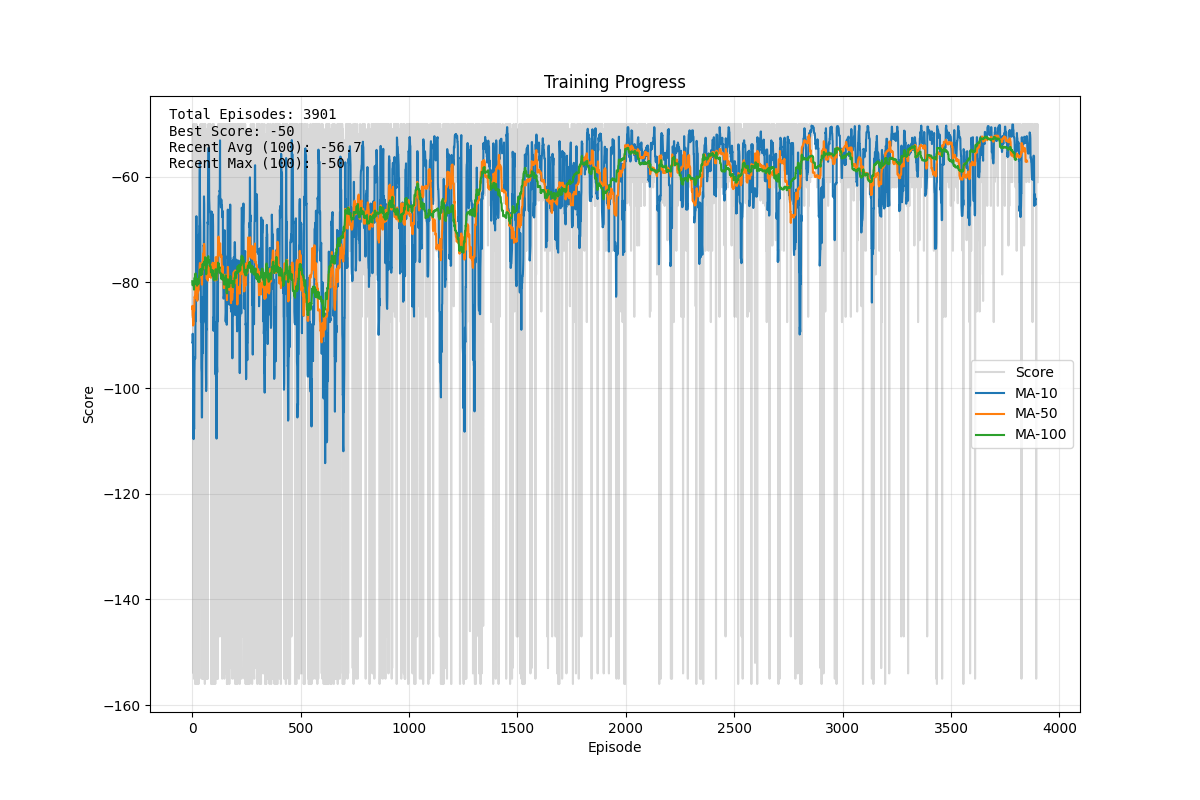 Training Progress
Total Episodes: 3901
Best Score: -50
Recent Avg (100): -56.7
Recent Max (100): -50
−60
−80
−100
−120
−140
−160
Score
Score
MA-10
MA-50
MA-100
0
500
1000
1500
2000
2500
3000
3500
4000
Episode